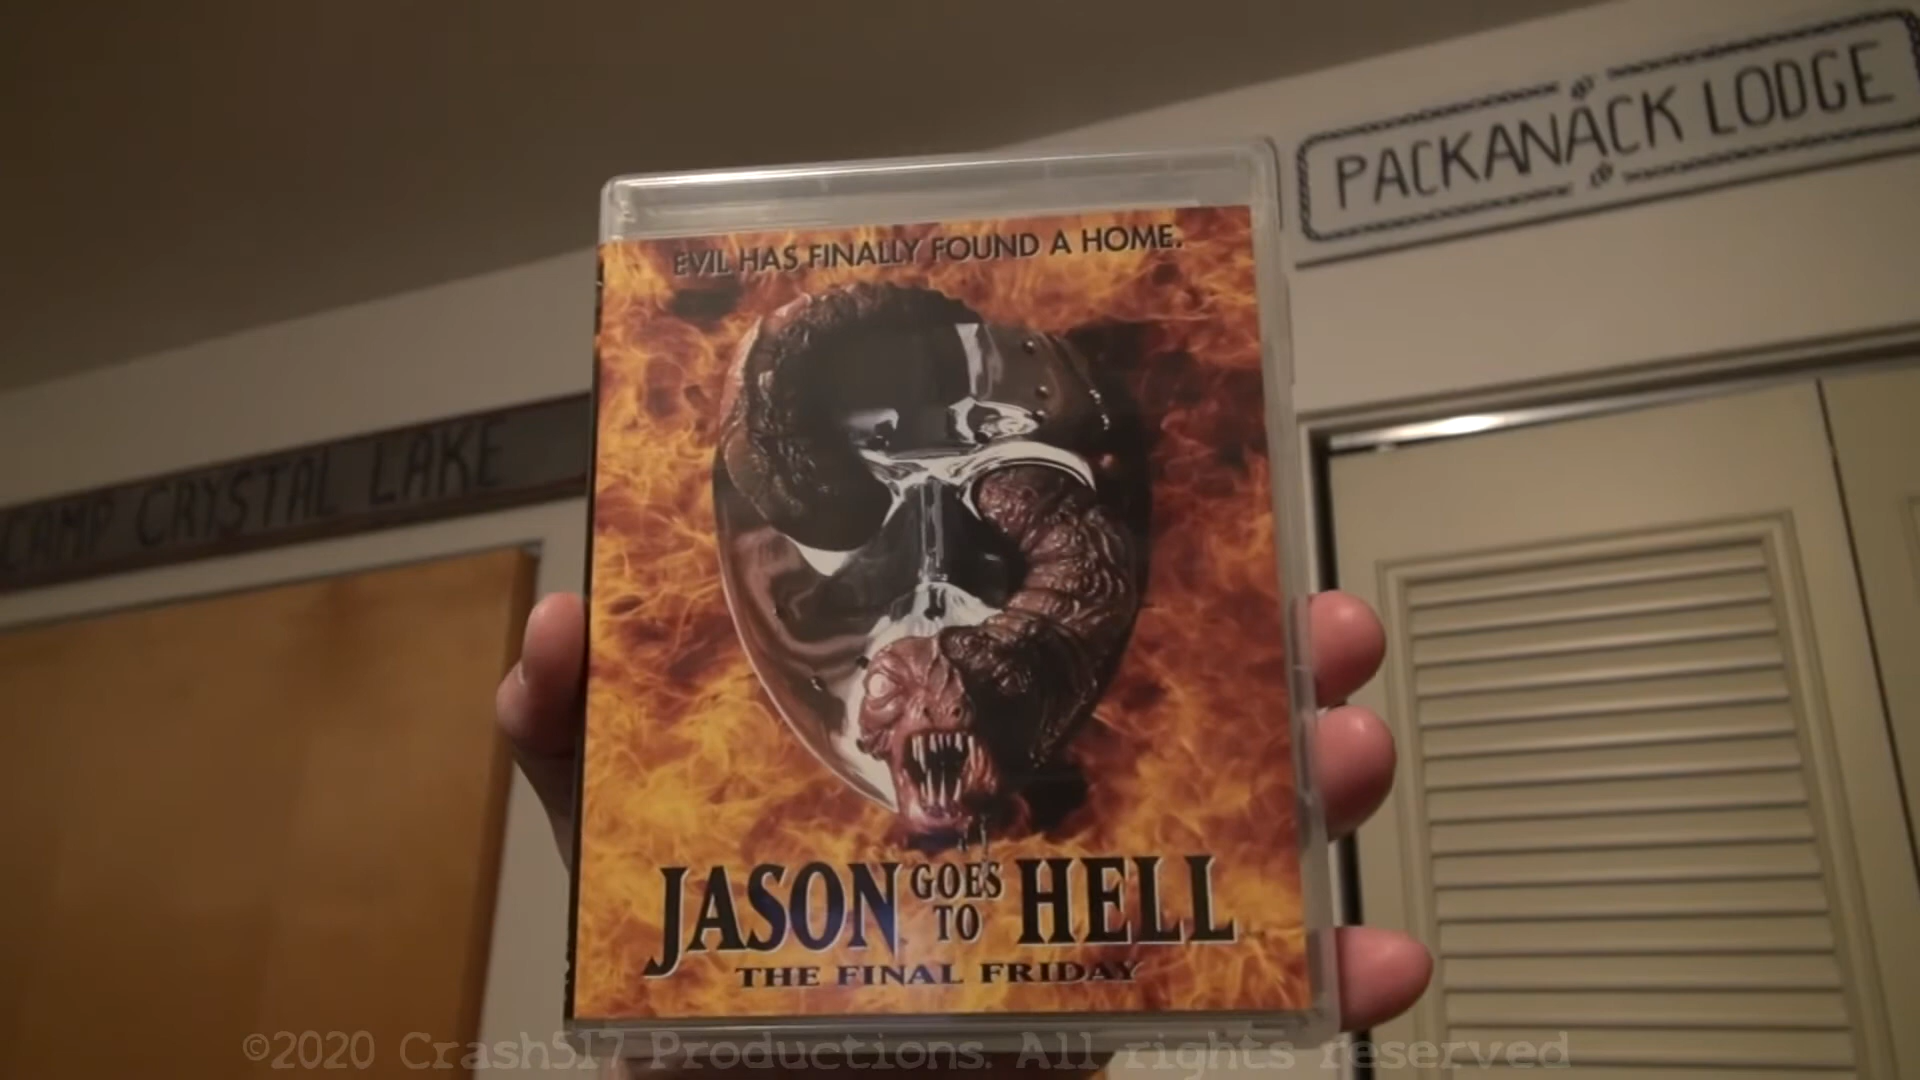 PACKANACK LODGE
CAMP CRYSTAL LAKE
EVIL HAS FINALLY FOUND A HOME.
JASON GOES TO HELL
THE FINAL FRIDAY
©2020 Crash517 Productions. All rights reserved